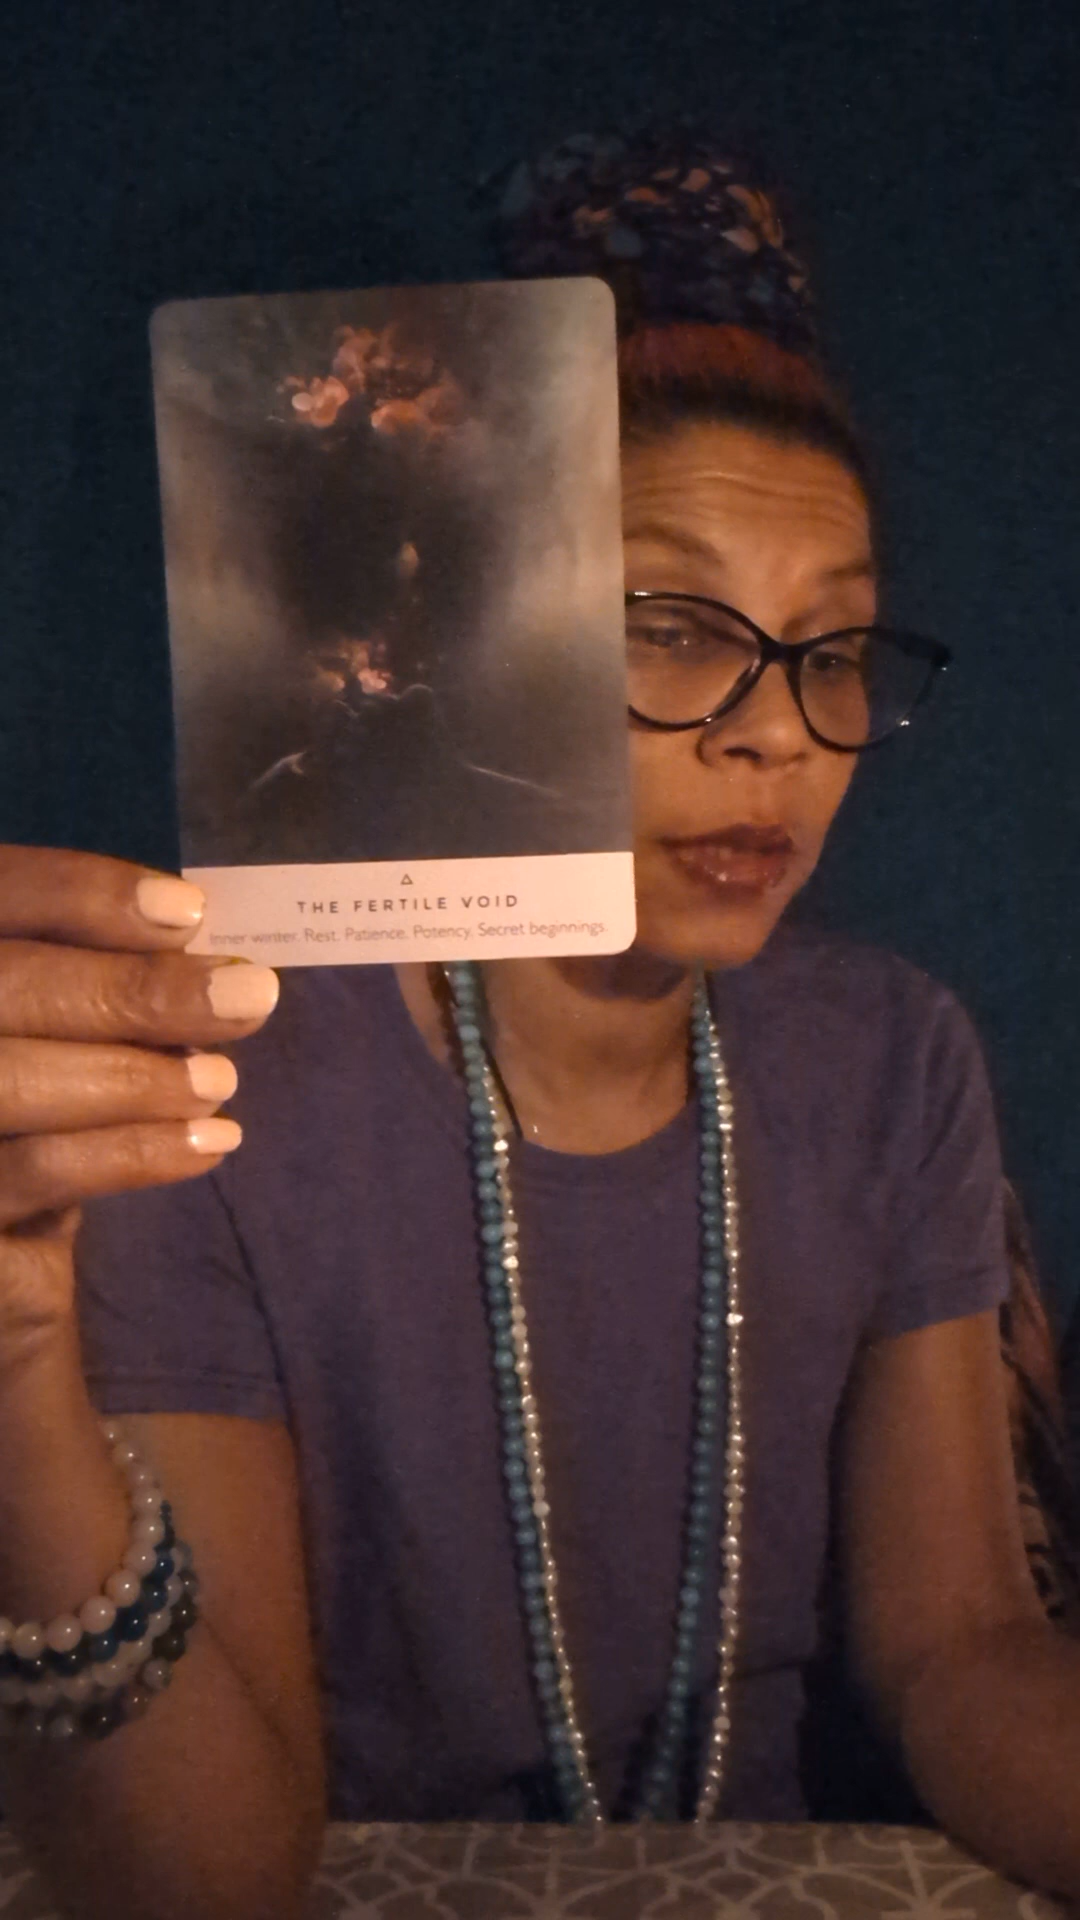 THE FERTILE VOID
Inner winter. Rest. Patience. Potency. Secret beginnings.